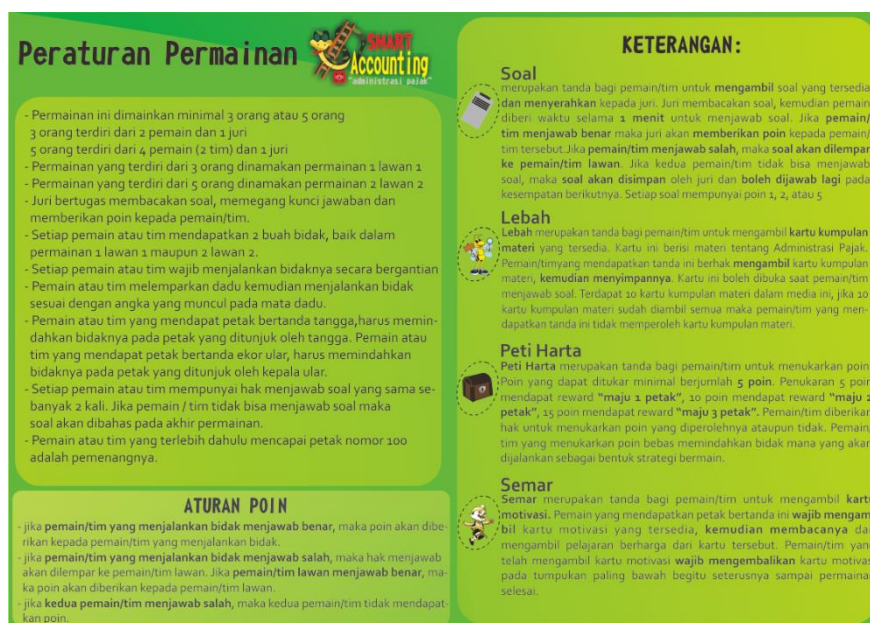 Peraturan Permainan
SMART
Accounting
"administrasi pajak"
- Permainan ini dimainkan minimal 3 orang atau 5 orang
3 orang terdiri dari 2 pemain dan 1 juri
5 orang terdiri dari 4 pemain (2 tim) dan 1 juri
- Permainan yang terdiri dari 3 orang dinamakan permainan 1 lawan 1
- Permainan yang terdiri dari 5 orang dinamakan permainan 2 lawan 2
- Juri bertugas membacakan soal, memegang kunci jawaban dan
memberikan poin kepada pemain/tim.
- Setiap pemain atau tim mendapatkan 2 buah bidak, baik dalam
permainan 1 lawan 1 maupun 2 lawan 2.
- Setiap pemain atau tim wajib menjalankan bidaknya secara bergantian
- Pemain atau tim melemparkan dadu kemudian menjalankan bidak
sesuai dengan angka yang muncul pada mata dadu.
- Pemain atau tim yang mendapat petak bertanda tangga,harus memin-
dahkan bidaknya pada petak yang ditunjuk oleh tangga. Pemain atau
tim yang mendapat petak bertanda ekor ular, harus memindahkan
bidaknya pada petak yang ditunjuk oleh kepala ular.
- Setiap pemain atau tim mempunyai hak menjawab soal yang sama se-
banyak 2 kali. Jika pemain / tim tidak bisa menjawab soal maka
soal akan dibahas pada akhir permainan.
- Pemain atau tim yang terlebih dahulu mencapai petak nomor 100
adalah pemenangnya.
ATURAN POIN
- jika pemain/tim yang menjalankan bidak menjawab benar, maka poin akan dibe-
rikan kepada pemain/tim yang menjalankan bidak.
- jika pemain/tim yang menjalankan bidak menjawab salah, maka hak menjawab
akan dilempar ke pemain/tim lawan. Jika pemain/tim lawan menjawab benar, ma-
ka poin akan diberikan kepada pemain/tim lawan.
- jika kedua pemain/tim menjawab salah, maka kedua pemain/tim tidak mendapat-
kan poin.
KETERANGAN:
Soal
merupakan tanda bagi pemain/tim untuk mengambil soal yang tersedia
dan menyerahkan kepada juri. Juri membacakan soal, kemudian pemain
diberi waktu selama 1 menit untuk menjawab soal. Jika pemain/
tim menjawab benar maka juri akan memberikan poin kepada pemain/
tim tersebut.Jika pemain/tim menjawab salah, maka soal akan dilempar
ke pemain/tim lawan. Jika kedua pemain/tim tidak bisa menjawab
soal, maka soal akan disimpan oleh juri dan boleh dijawab lagi pada
kesempatan berikutnya. Setiap soal mempunyai poin 1, 2, atau 5
Lebah
Lebah merupakan tanda bagi pemain/tim untuk mengambil kartu kumpulan
materi yang tersedia. Kartu ini berisi materi tentang Administrasi Pajak.
Pemain/timyang mendapatkan tanda ini berhak mengambil kartu kumpulan
materi, kemudian menyimpannya. Kartu ini boleh dibuka saat pemain/tim
menjawab soal. Terdapat 10 kartu kumpulan materi dalam media ini, jika 10
kartu kumpulan materi sudah diambil semua maka pemain/tim yang men-
dapatkan tanda ini tidak memperoleh kartu kumpulan materi.
Peti Harta
Peti Harta merupakan tanda bagi pemain/tim untuk menukarkan poin
Poin yang dapat ditukar minimal berjumlah 5 poin. Penukaran 5 poin
mendapat reward "maju 1 petak", 10 poin mendapat reward "maju 2
petak", 15 poin mendapat reward "maju 3 petak". Pemain/tim diberikan
hak untuk menukarkan poin yang diperolehnya ataupun tidak. Pemain/
tim yang menukarkan poin bebas memindahkan bidak mana yang akan
dijalankan sebagai bentuk strategi bermain.
Semar
Semar merupakan tanda bagi pemain/tim untuk mengambil kartu
motivasi. Pemain yang mendapatkan petak bertanda ini wajib mengam
bil kartu motivasi yang tersedia, kemudian membacanya da
mengambil pelajaran berharga dari kartu tersebut. Pemain/tim yan
telah mengambil kartu motivasi wajib mengembalikan kartu motivas
pada tumpukan paling bawah begitu seterusnya sampai permaina
selesai.